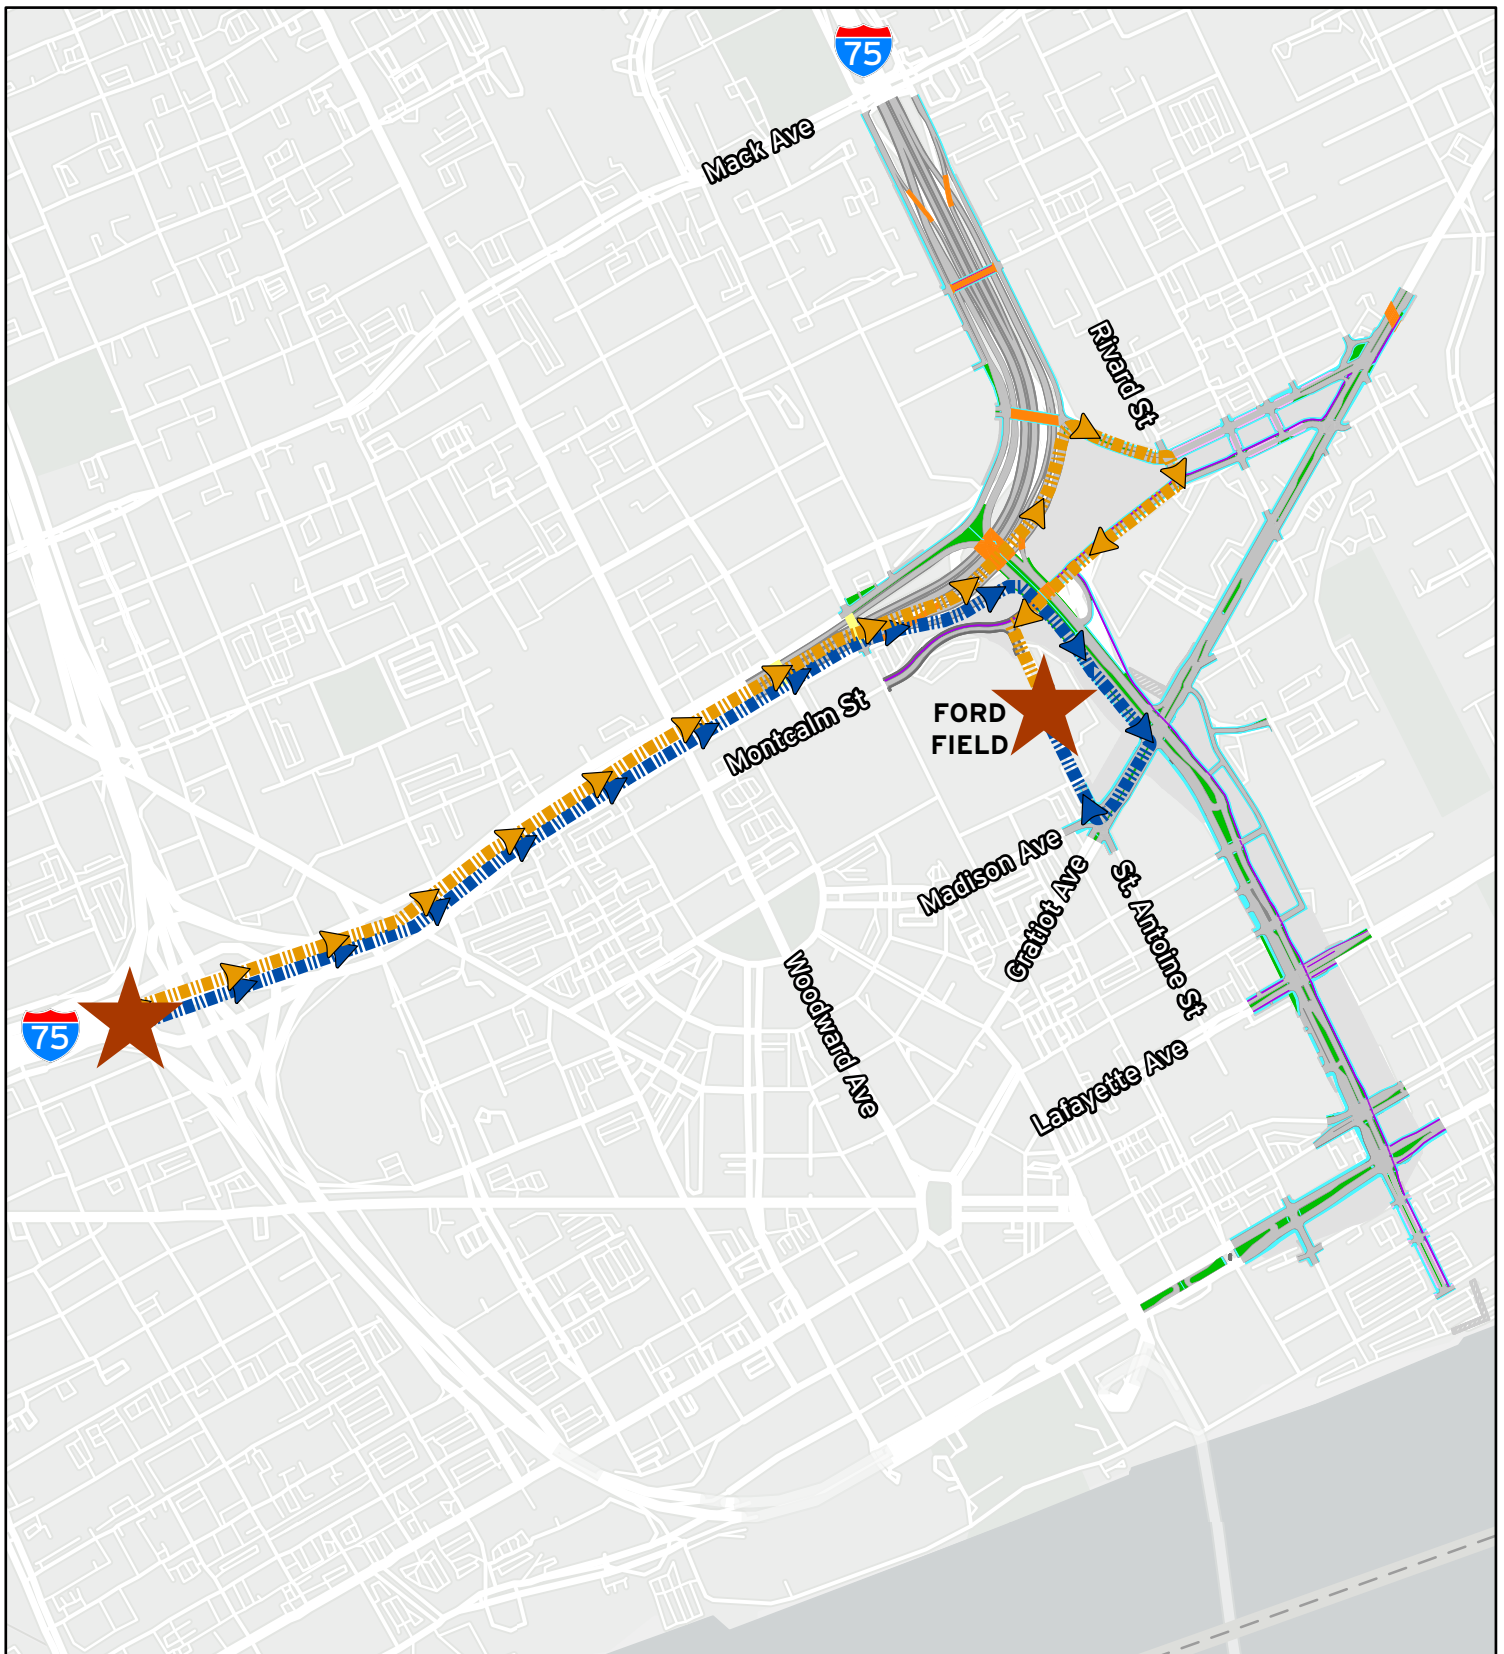 75
Mack Ave
Rivard St
Montcalm St
FORD
FIELD
Madison Ave
Gratiot Ave
St. Antoine St
Woodward Ave
75
Lafayette Ave